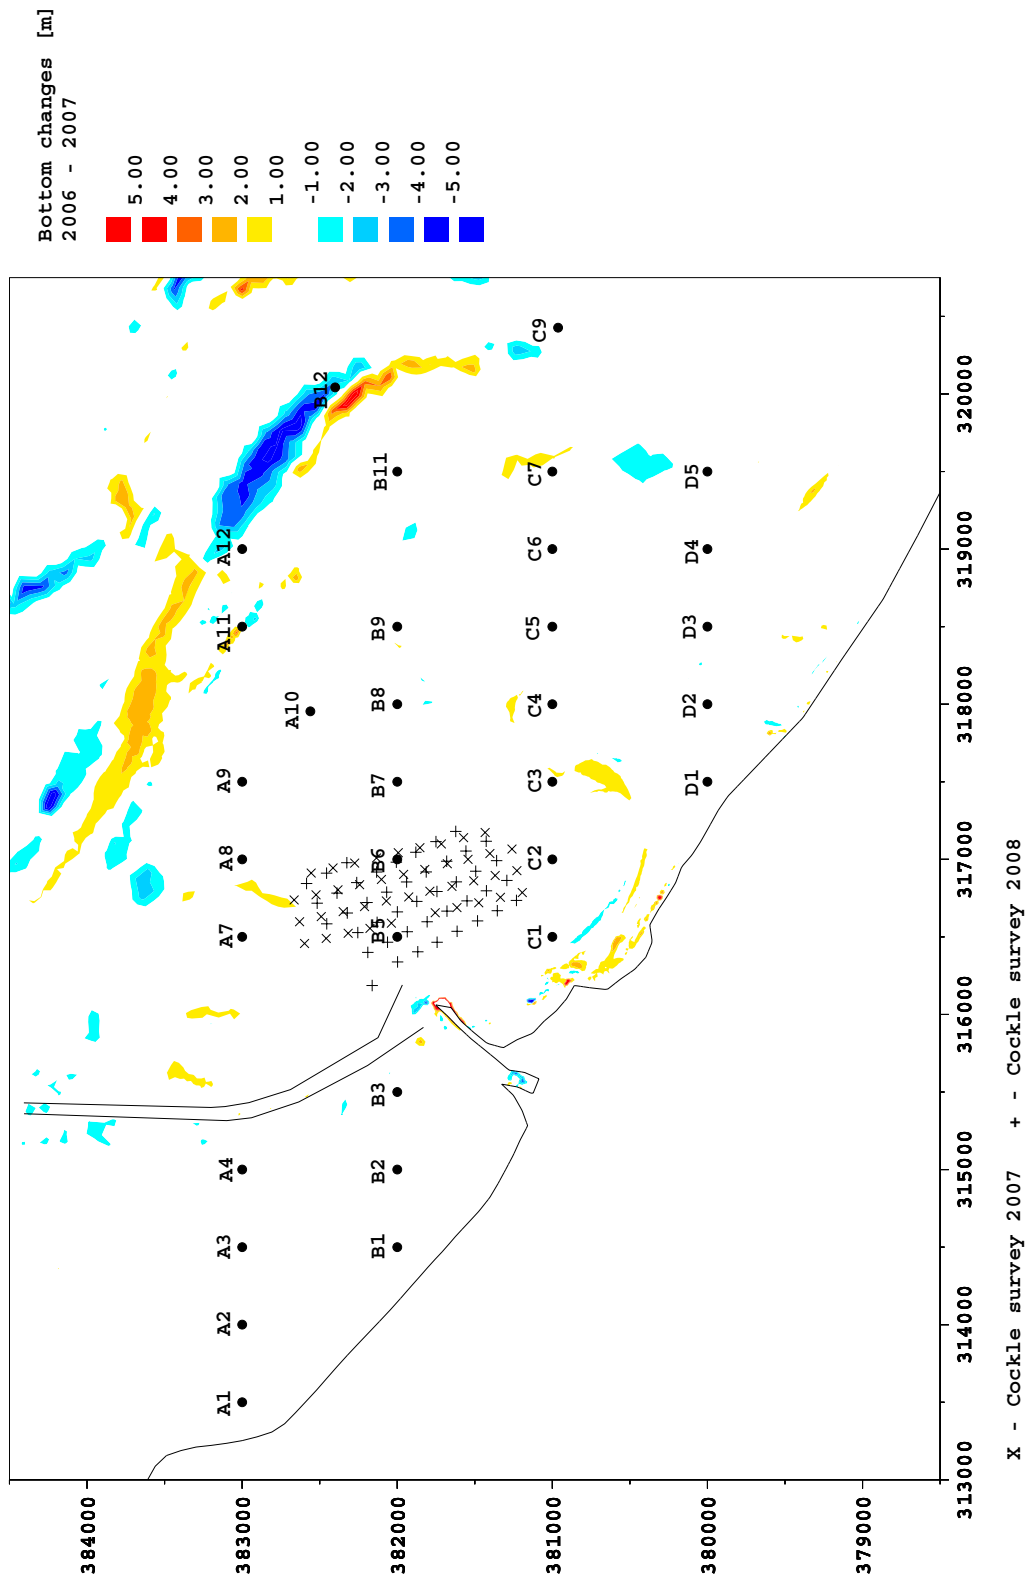 Bottom changes [m]
2006 - 2007
5.00
4.00
3.00
2.00
1.00
-1.00
-2.00
-3.00
-4.00
-5.00
384000
383000
382000
381000
380000
379000
A1
A2
A3
A4
A7
A8
A9
A10
A11
A12
B1
B2
B3
B5
B6
B7
B8
B9
B11
B12
C1
C2
C3
C4
C5
C6
C7
C9
D1
D2
D3
D4
D5
313000
314000
315000
316000
317000
318000
319000
320000
X - Cockle survey 2007 + - Cockle survey 2008